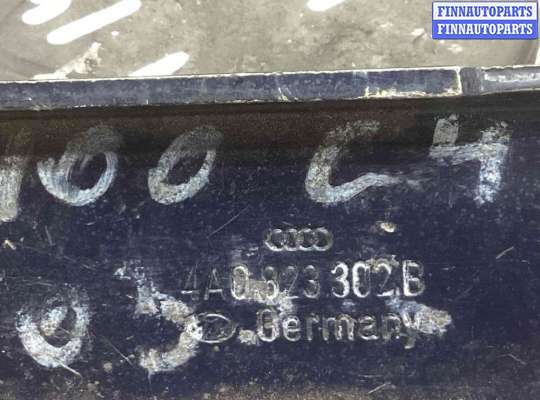 FINNAUTOPARTS
FINNAUTOPARTS
100 C4
4A0 823 302 B
Germany